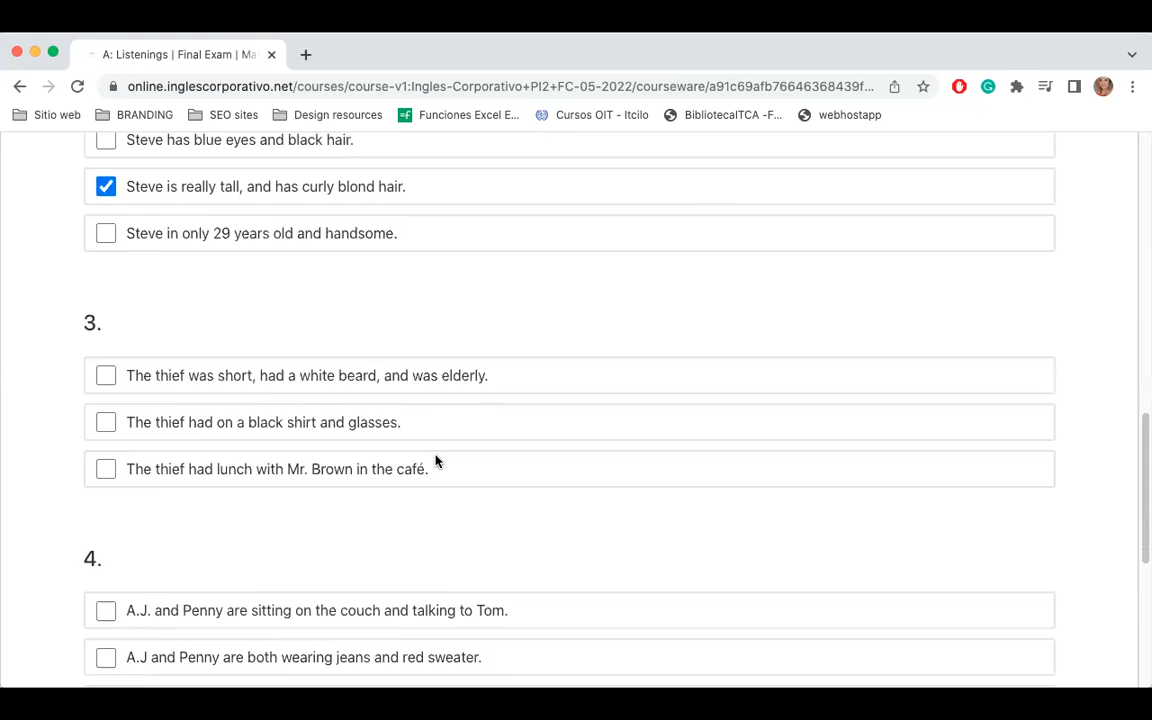 A: Listenings | Final Exam | Ma
online.inglescorporativo.net/courses/course-v1:Ingles-Corporativo+PI2+FC-05-2022/courseware/a91c69afb76646368439f...
Sitio web BRANDING SEO sites Design resources Funciones Excel E... Cursos OIT - Itcilo BibliotecaITCA -F... webhostapp
Steve has blue eyes and black hair.
Steve is really tall, and has curly blond hair.
Steve in only 29 years old and handsome.
3.
The thief was short, had a white beard, and was elderly.
The thief had on a black shirt and glasses.
The thief had lunch with Mr. Brown in the café.
4.
A.J. and Penny are sitting on the couch and talking to Tom.
A.J and Penny are both wearing jeans and red sweater.